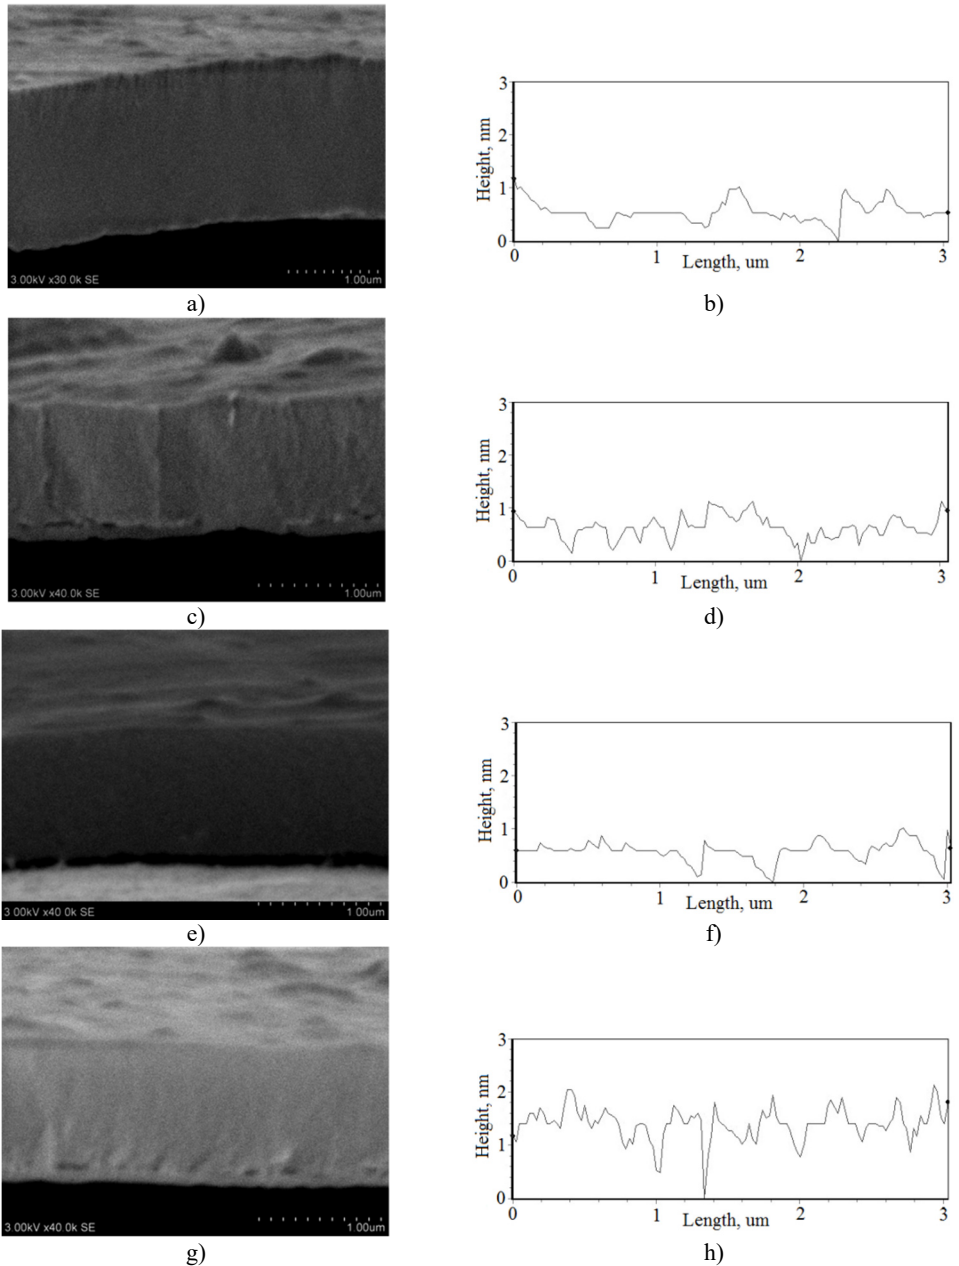 3
2
Height, nm
1
0
0 1 2 3
Length, um
3.00kV x30.0k SE 1.00um
a) b)
3
2
Height, nm
1
0
0 1 2 3
Length, um
3.00kV x40.0k SE 1.00um
c) d)
3
2
Height, nm
1
0
0 1 2 3
Length, um
3 00kV x40 0k SE 1 00um
e) f)
3
2
Height, nm
1
0
0 1 2 3
Length, um
3.00kV x40.0k SE 1.00um
g) h)